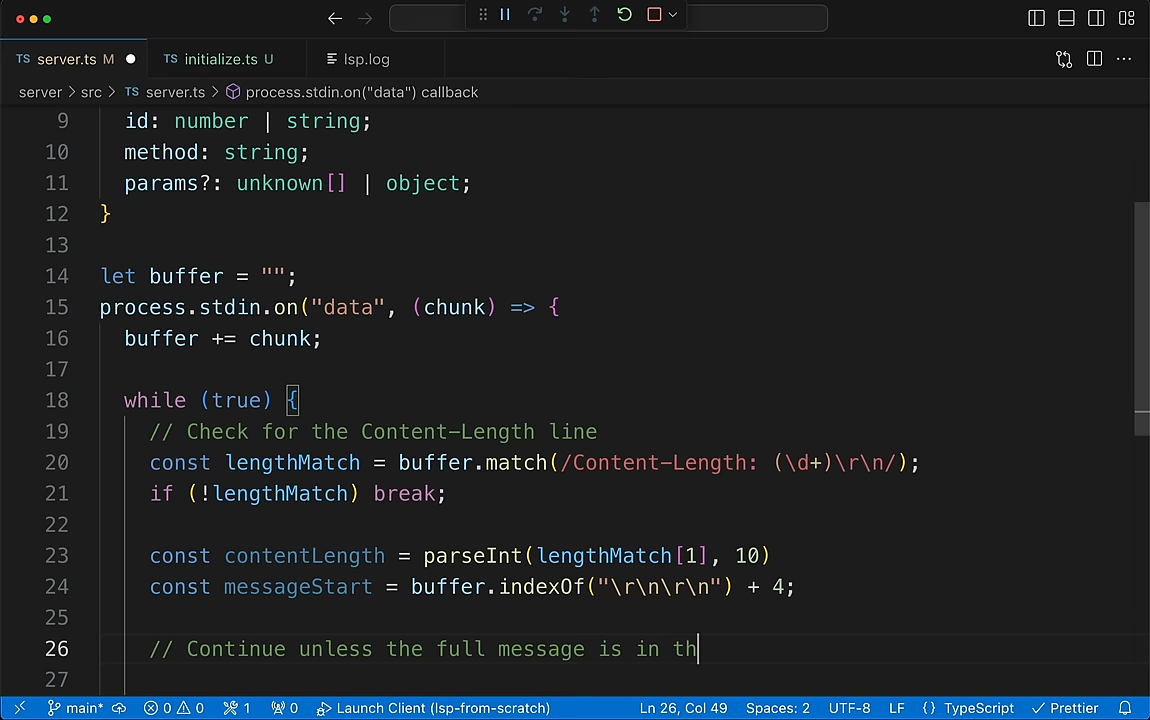 TS server.ts M TS initialize.ts U lsp.log
server > src > TS server.ts > process.stdin.on("data") callback
9 id: number | string;
10 method: string;
11 params?: unknown[] | object;
12 }
13
14 let buffer = "";
15 process.stdin.on("data", (chunk) => {
16 buffer += chunk;
17
18 while (true) {
19 // Check for the Content-Length line
20 const lengthMatch = buffer.match(/Content-Length: (\d+)\r\n/);
21 if (!lengthMatch) break;
22
23 const contentLength = parseInt(lengthMatch[1], 10)
24 const messageStart = buffer.indexOf("\r\n\r\n") + 4;
25
26 // Continue unless the full message is in th
27
main* 0 0 1 0 Launch Client (lsp-from-scratch) Ln 26, Col 49 Spaces: 2 UTF-8 LF {} TypeScript Prettier